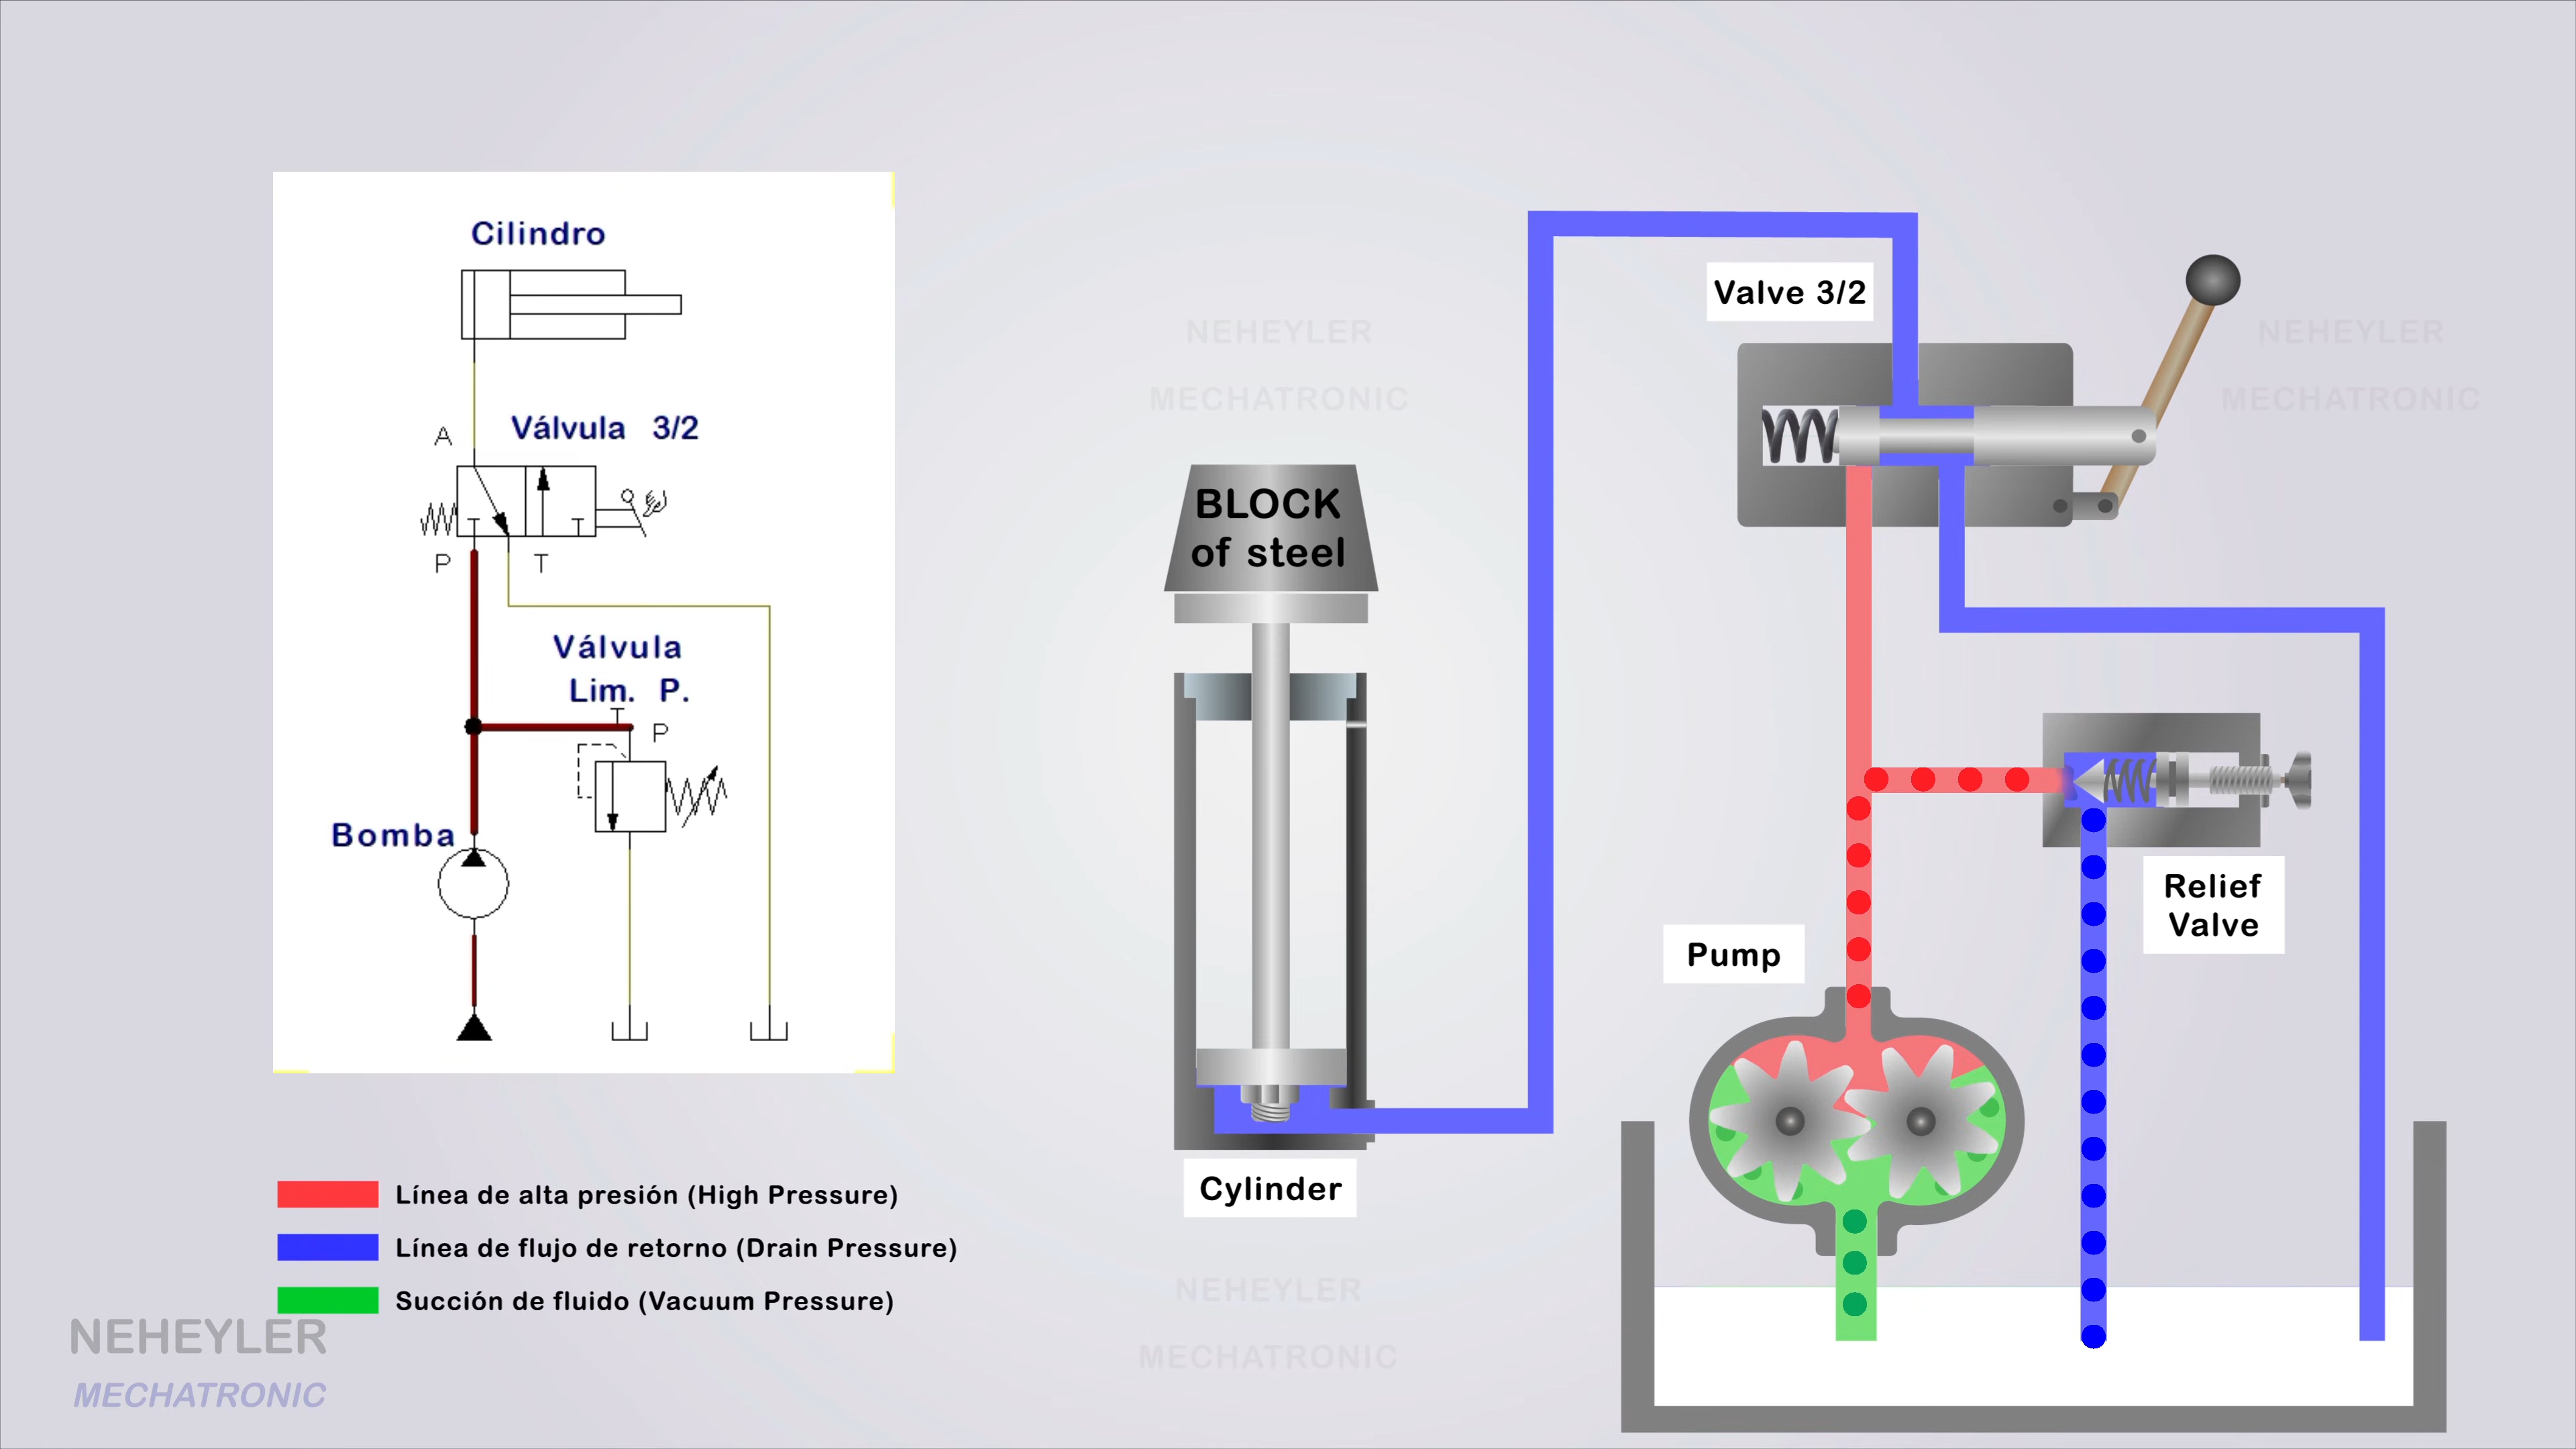 Cilindro
A
Válvula 3/2
P
T
Válvula
Lim. P.
T
P
Bomba
Línea de alta presión (High Pressure)
Línea de flujo de retorno (Drain Pressure)
Succión de fluido (Vacuum Pressure)
NEHEYLER
MECHATRONIC
NEHEYLER
MECHATRONIC
BLOCK
of steel
Cylinder
NEHEYLER
MECHATRONIC
Valve 3/2
NEHEYLER
MECHATRONIC
Relief
Valve
Pump